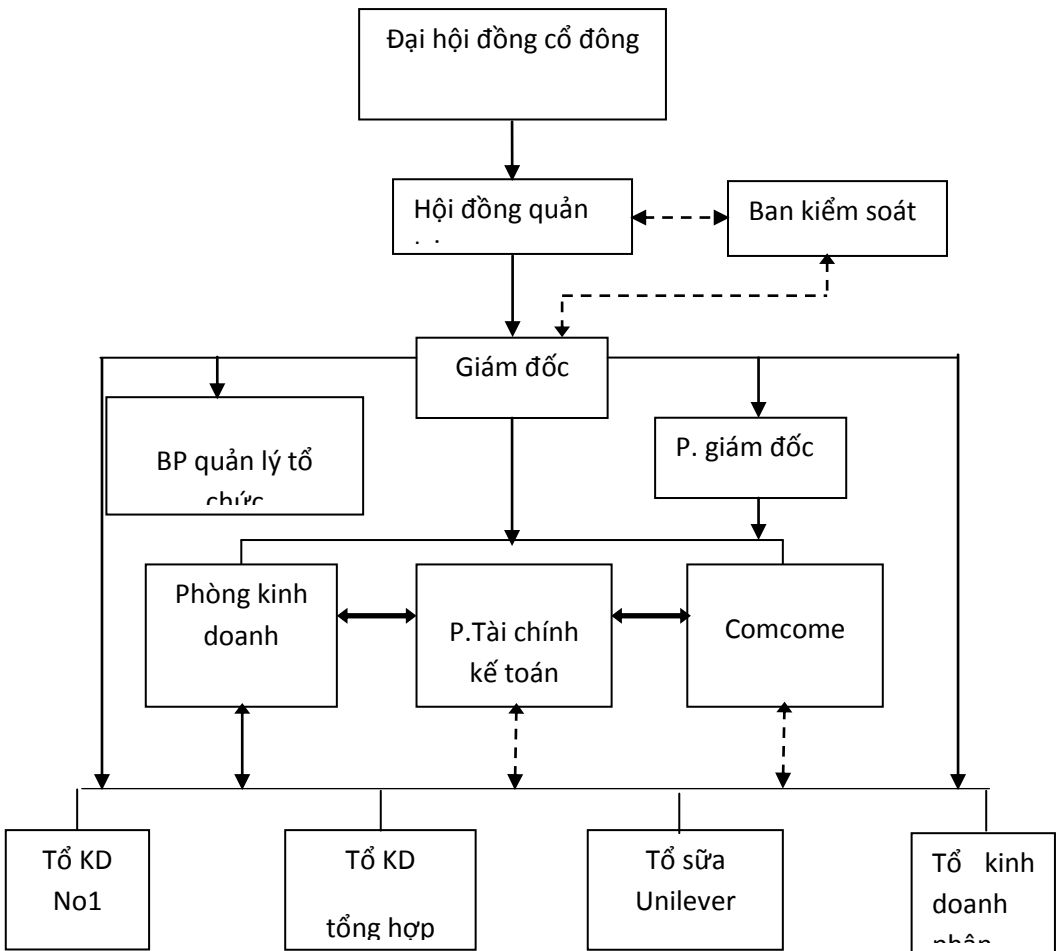 Đại hội đồng cổ đông
Hội đồng quản
Ban kiểm soát
Giám đốc
BP quản lý tổ
chức
P. giám đốc
Phòng kinh
doanh
P.Tài chính
kế toán
Comcome
Tổ KD
No1
Tổ KD
tổng hợp
Tổ sữa
Unilever
Tổ kinh
doanh